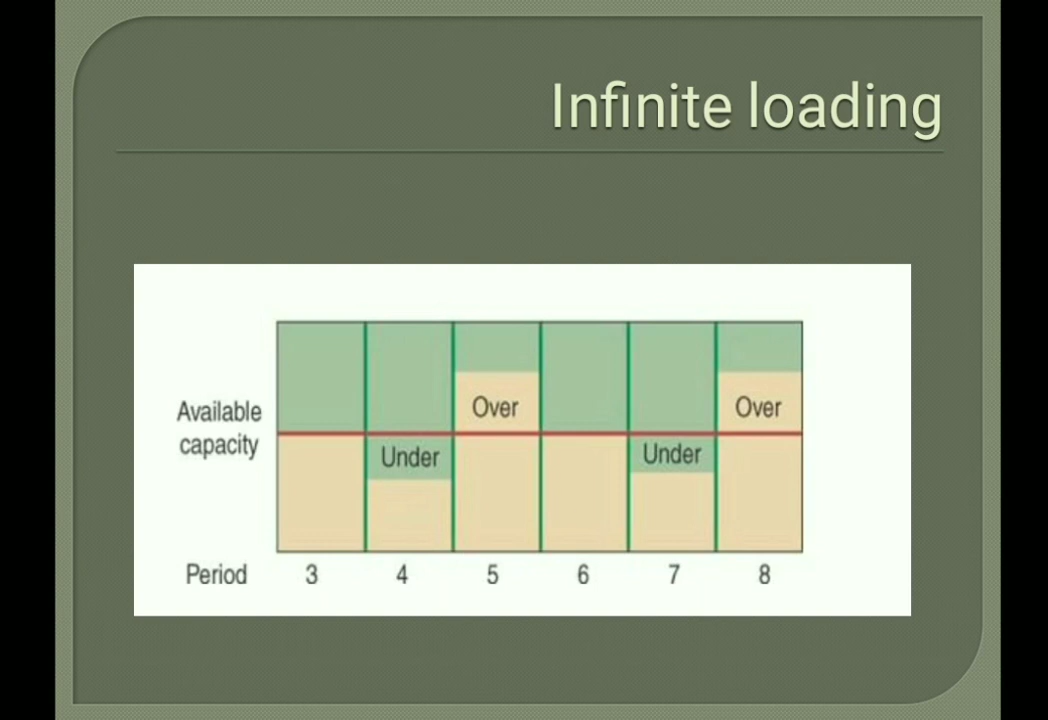 Infinite loading
Over
Over
Available
capacity
Under
Under
Period 3 4 5 6 7 8